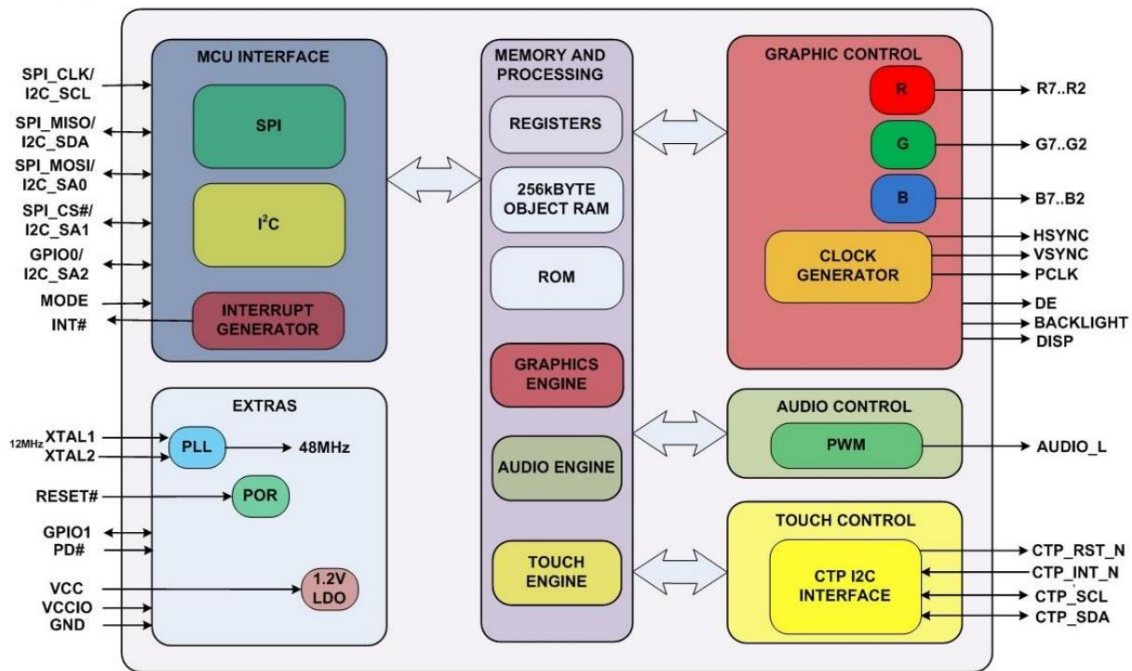 MCU INTERFACE
SPI_CLK/
I2C_SCL
SPI_MISO/
I2C_SDA
SPI_MOSI/
I2C_SA0
SPI_CS#/
I2C_SA1
GPIO0/
I2C_SA2
MODE
INT#
SPI
I²C
INTERRUPT
GENERATOR
EXTRAS
12MHz XTAL1
XTAL2
PLL
48MHz
RESET#
POR
GPIO1
PD#
VCC
VCCIO
GND
1.2V
LDO
MEMORY AND
PROCESSING
REGISTERS
256kBYTE
OBJECT RAM
ROM
GRAPHICS
ENGINE
AUDIO ENGINE
TOUCH
ENGINE
GRAPHIC CONTROL
R
R7..R2
G
G7..G2
B
B7..B2
CLOCK
GENERATOR
HSYNC
VSYNC
PCLK
DE
BACKLIGHT
DISP
AUDIO CONTROL
PWM
AUDIO_L
TOUCH CONTROL
CTP I2C
INTERFACE
CTP_RST_N
CTP_INT_N
CTP_SCL
CTP_SDA